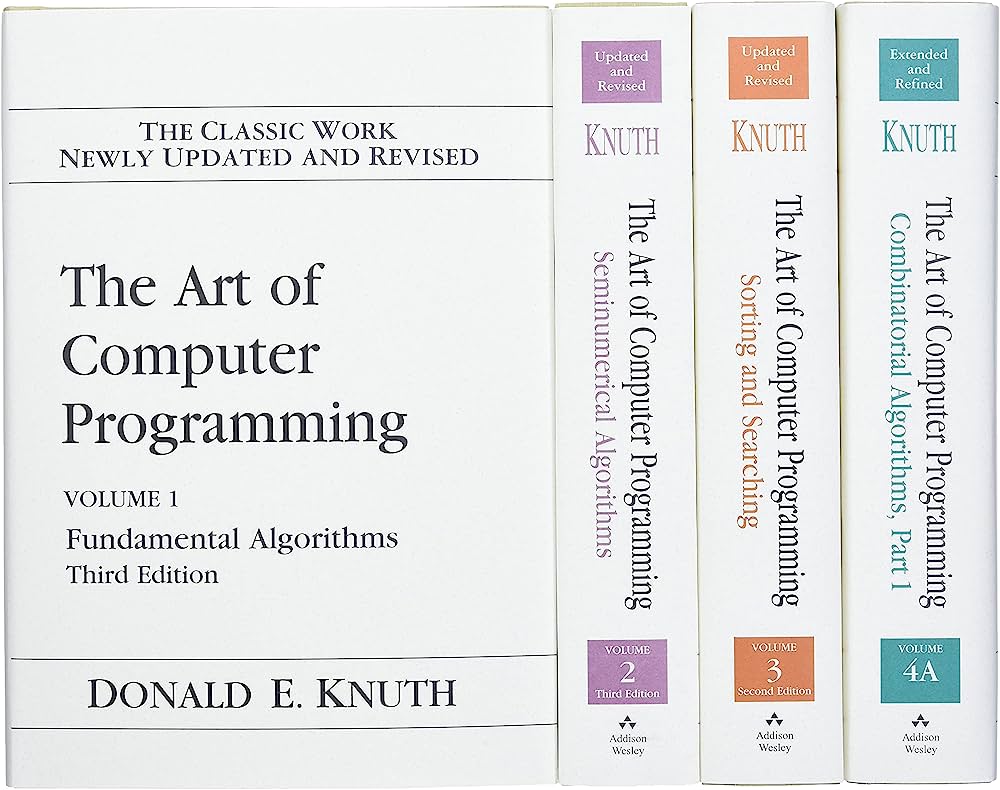 THE CLASSIC WORK
NEWLY UPDATED AND REVISED
The Art of
Computer
Programming
VOLUME 1
Fundamental Algorithms
Third Edition
DONALD E. KNUTH
Updated
and
Revised
KNUTH
The Art of Computer Programming
Seminumerical Algorithms
VOLUME
2
Third Edition
Addison
Wesley
Updated
and
Revised
KNUTH
The Art of Computer Programming
Sorting and Searching
VOLUME
3
Second Edition
Addison
Wesley
Extended
and
Refined
KNUTH
The Art of Computer Programming
Combinatorial Algorithms, Part 1
VOLUME
4A
Addison
Wesley